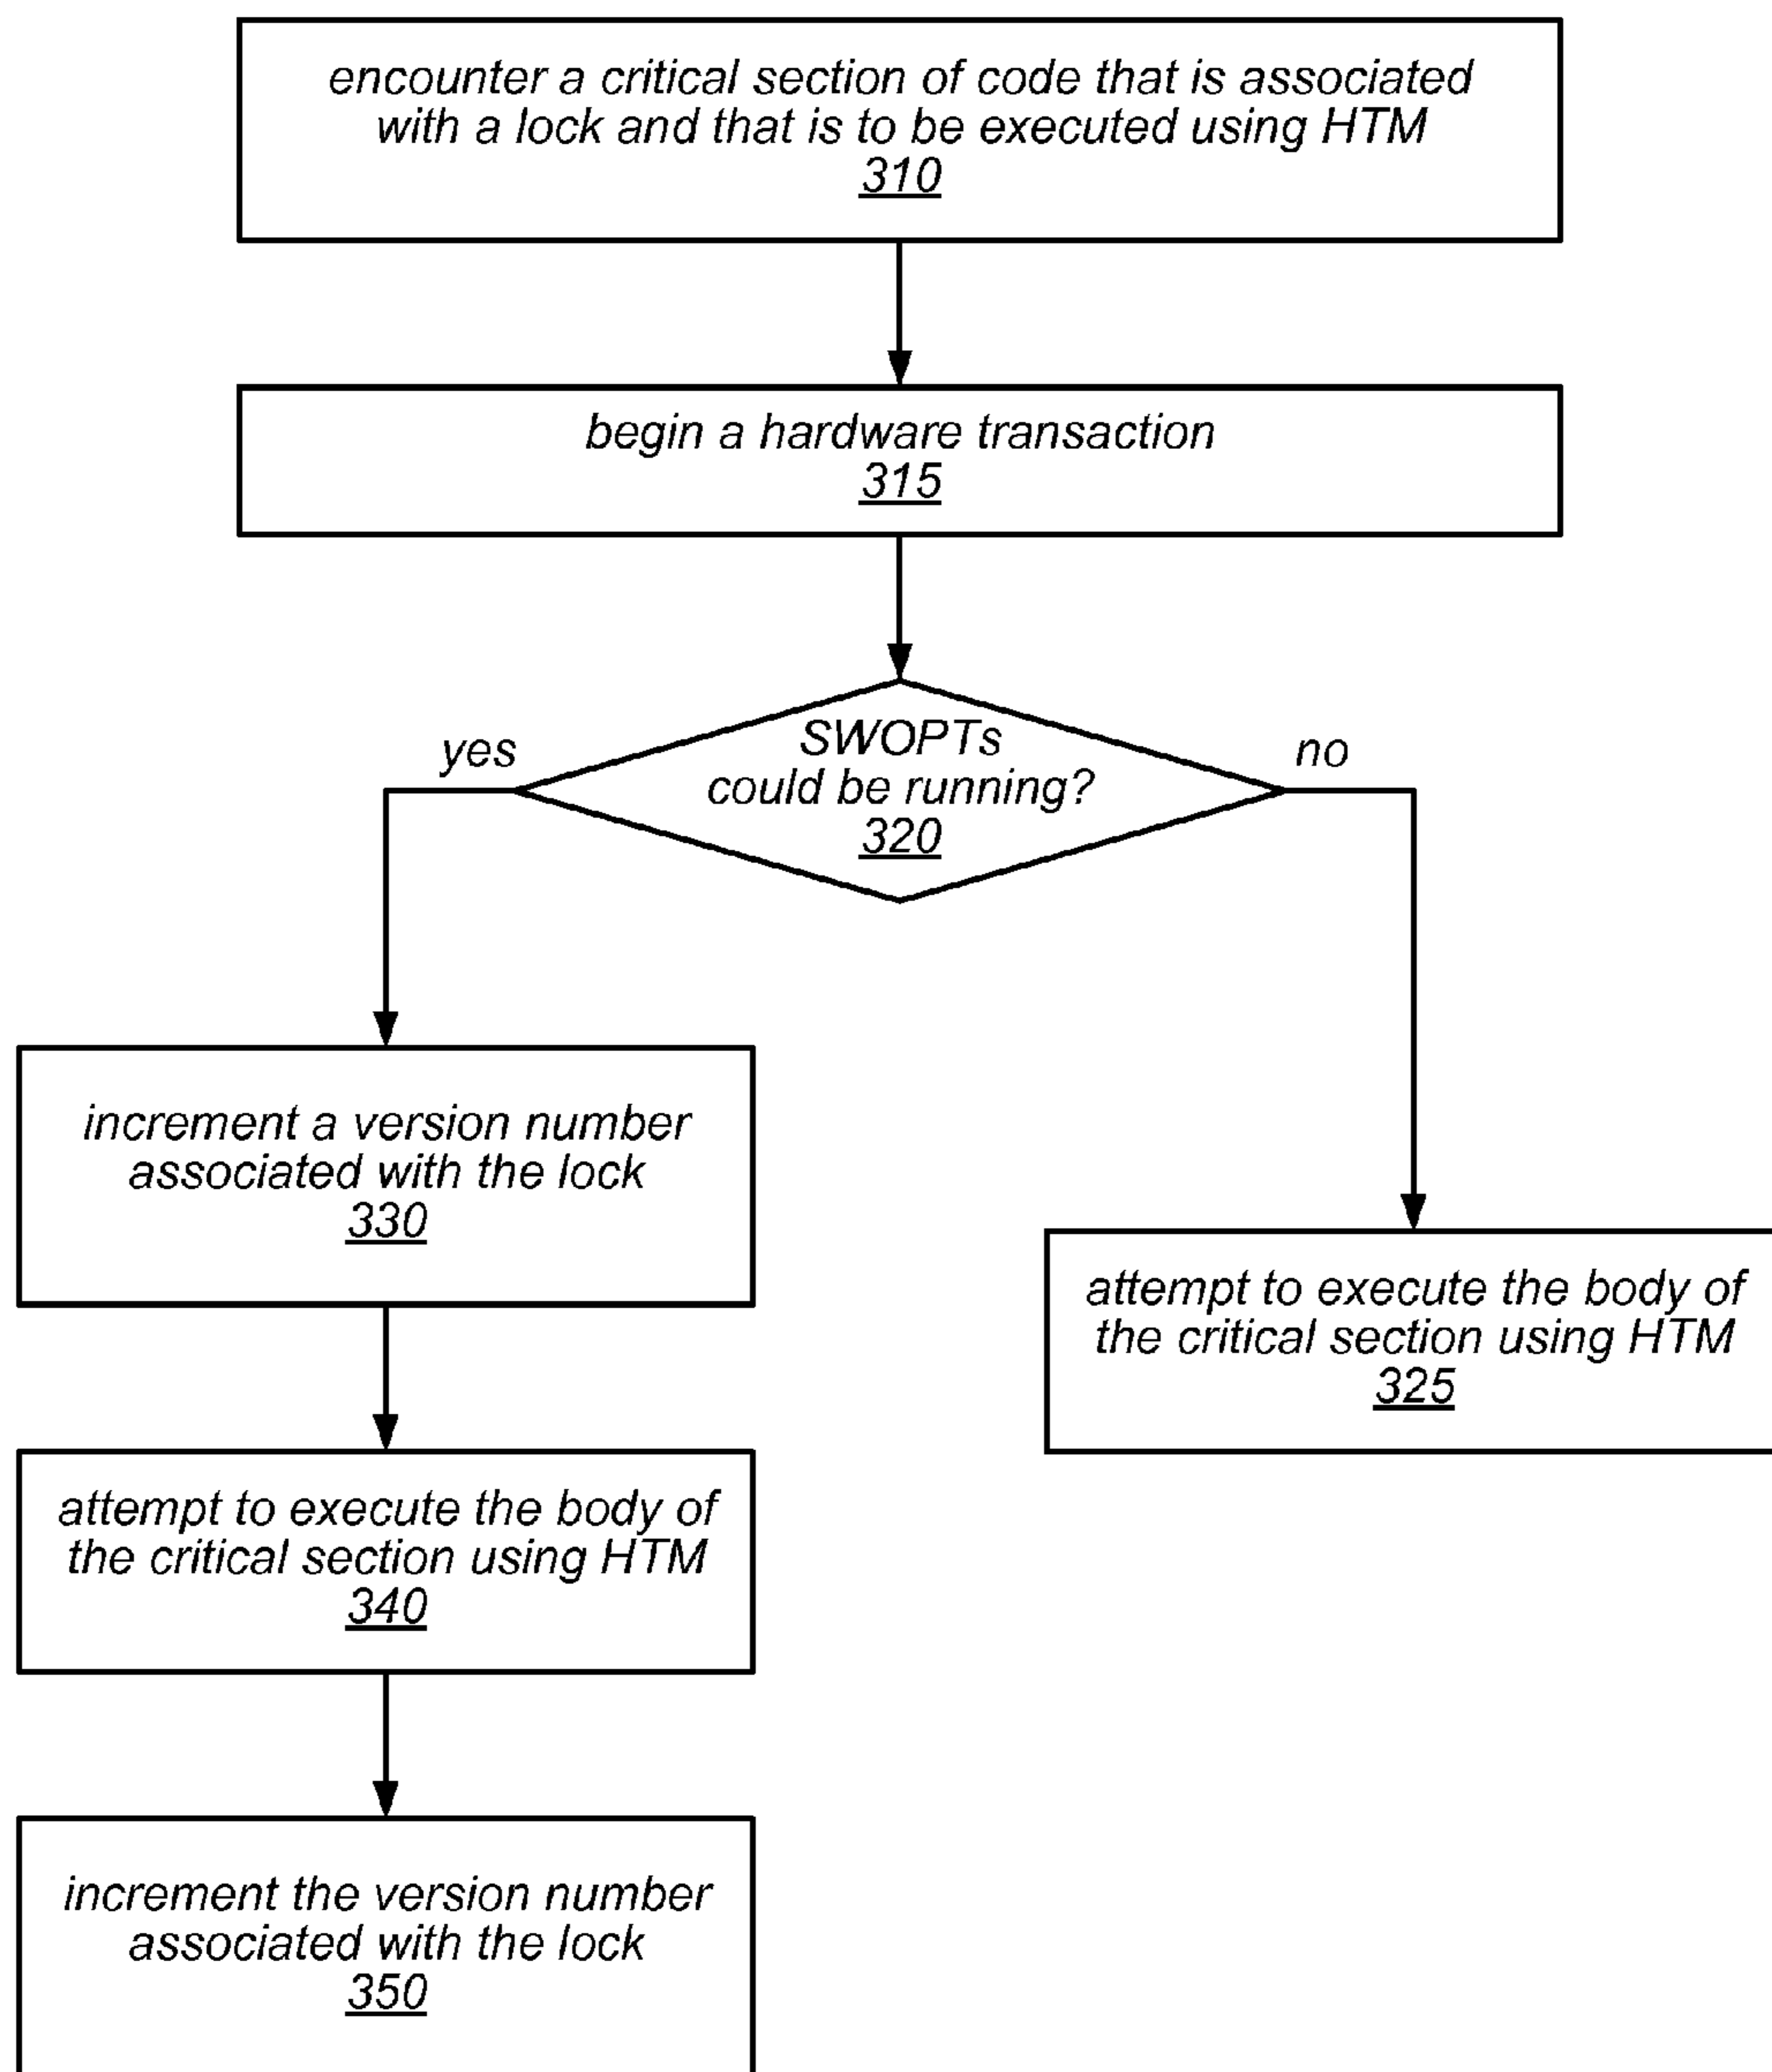 encounter a critical section of code that is associated
with a lock and that is to be executed using HTM
310
begin a hardware transaction
315
yes
SWOPTs
could be running?
320
no
increment a version number
associated with the lock
330
attempt to execute the body of
the critical section using HTM
325
attempt to execute the body of
the critical section using HTM
340
increment the version number
associated with the lock
350